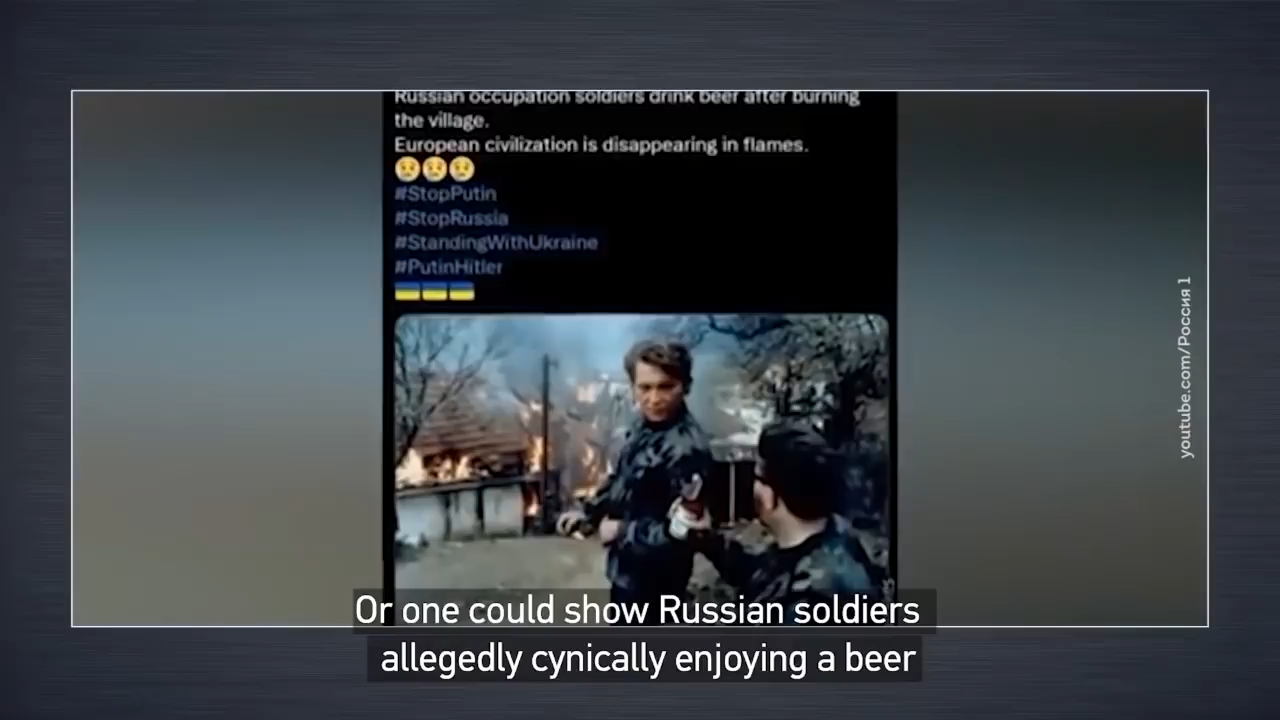 Russian occupation soldiers drink beer after burning
the village.
European civilization is disappearing in flames.
#StopPutin
#StopRussia
#StandingWithUkraine
#PutinHitler
youtube.com/Россия 1
Or one could show Russian soldiers
allegedly cynically enjoying a beer